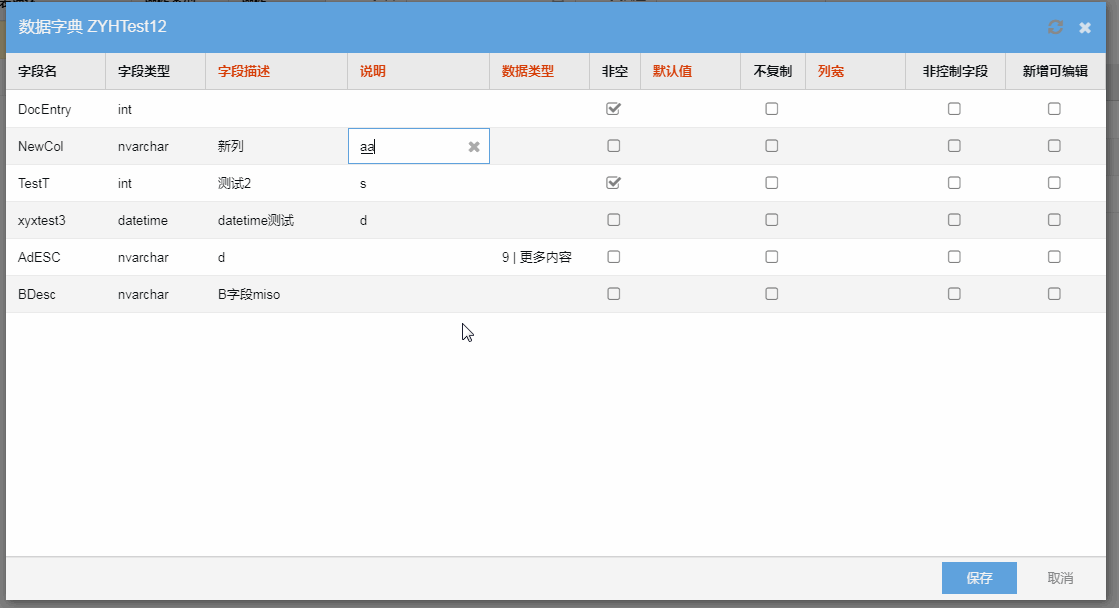 数据字典 ZYHTest12
字段名 字段类型 字段描述 说明 数据类型 非空 默认值 不复制 列宽 非控制字段 新增可编辑
DocEntry int
NewCol nvarchar 新列 aa
TestT int 测试2 s
xyxtest3 datetime datetime测试 d
AdESC nvarchar d 9 | 更多内容
BDesc nvarchar B字段miso
保存 取消